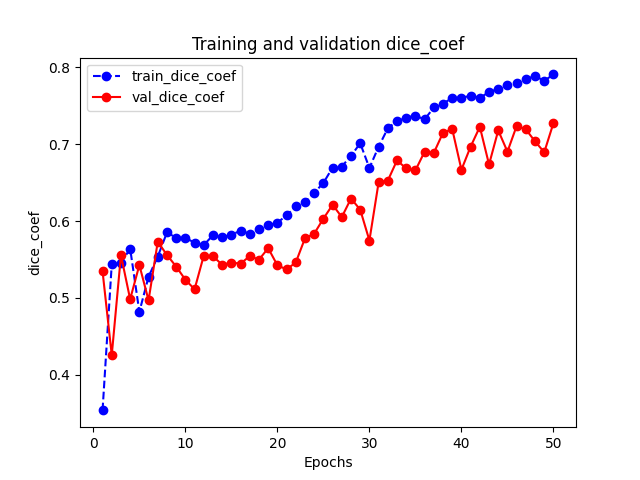 Training and validation dice_coef
train_dice_coef
val_dice_coef
dice_coef
0.8
0.7
0.6
0.5
0.4
0 10 20 30 40 50
Epochs